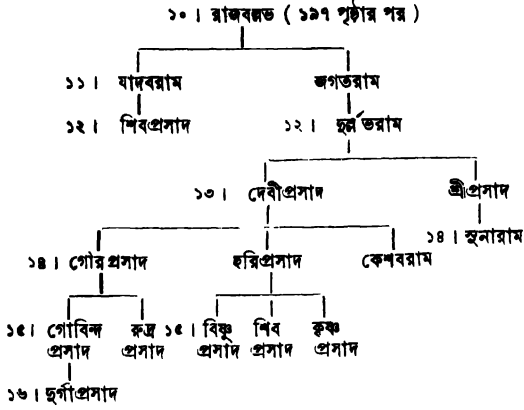 ১০। রাজবল্লভ ( ১৯৭ পৃষ্ঠার পর )
১১। যাদবরাম জগতরাম
১২। শিবপ্রসাদ ১২। দুর্ল্লভরাম
১৩। দেবীপ্রসাদ শ্রীপ্রসাদ
১৪। সুনারাম
১৪। গৌরপ্রসাদ হরিপ্রসাদ কেশবরাম
১৫। গোবিন্দ রুদ্র ১৫। বিষ্ণু শিব কৃষ্ণ
প্রসাদ প্রসাদ প্রসাদ প্রসাদ প্রসাদ
১৬। দুর্গাপ্রসাদ